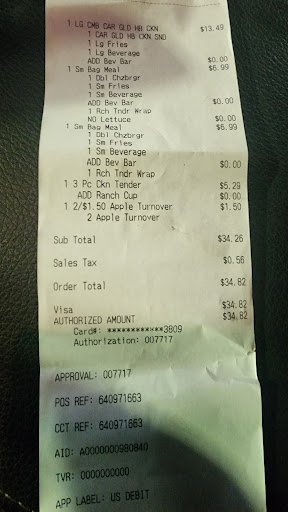 1 LG CMB CAR GLD HB CKN $13.49
1 CAR GLD HB CKN SND
1 Lg Fries
1 Lg Beverage
ADD Bev Bar $0.00
1 Sm Bag Meal $6.99
1 Dbl Chzbrgr
1 Sm Fries
1 Sm Beverage
ADD Bev Bar $0.00
1 Rch Tndr Wrap
NO Lettuce $0.00
1 Sm Bag Meal $6.99
1 Dbl Chzbrgr
1 Sm Fries
1 Sm Beverage
ADD Bev Bar $0.00
1 Rch Tndr Wrap
1 3 Pc Ckn Tender $5.29
ADD Ranch Cup $0.00
1 2/$1.50 Apple Turnover $1.50
2 Apple Turnover
Sub Total $34.26
Sales Tax $0.56
Order Total $34.82
Visa $34.82
AUTHORIZED AMOUNT $34.82
Card#: ************3809
Authorization: 007717
APPROVAL: 007717
POS REF: 640971663
CCT REF: 640971663
AID: A0000000980840
TVR: 0000000000
APP LABEL: US DEBIT